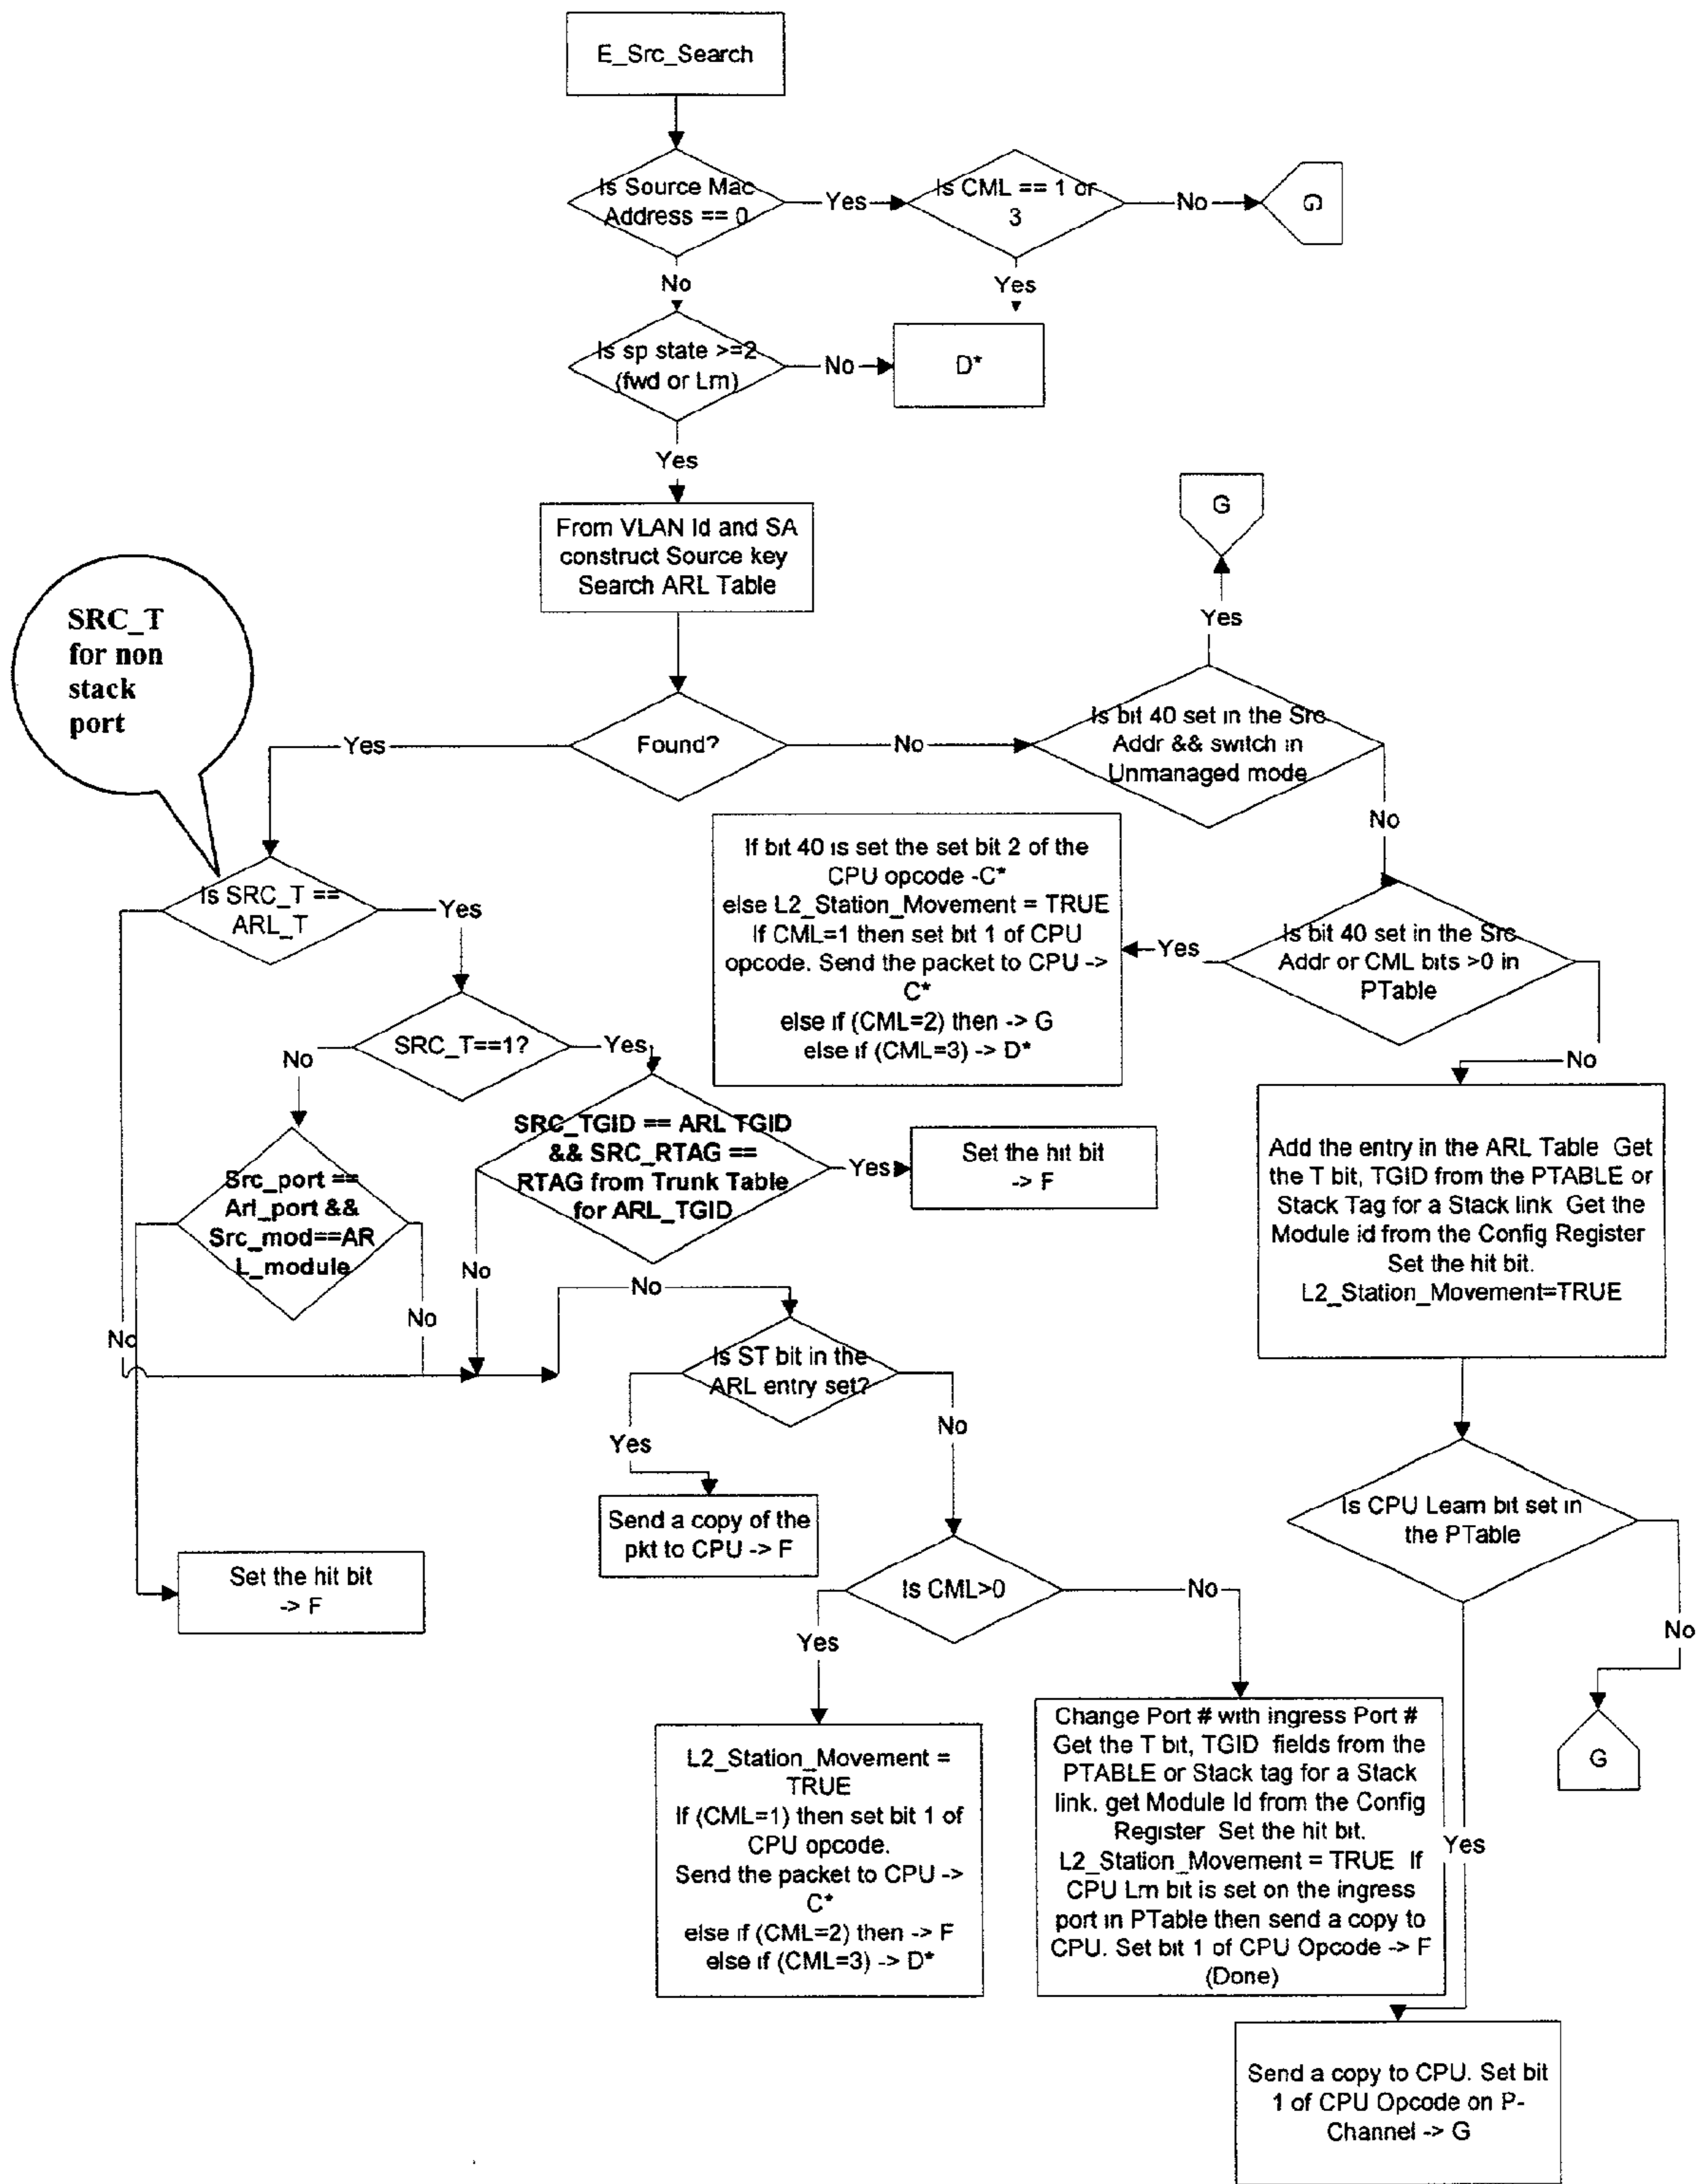 E_Src_Search
Is Source Mac
Address == 0
Yes
Is CML == 1 or
3
No
G
No
Yes
Is sp state >=2
(fwd or Lrn)
No
D*
Yes
From VLAN Id and SA
construct Source key
Search ARL Table
G
Yes
SRC_T
for non
stack
port
Yes
Found?
No
Is bit 40 set in the Src
Addr && switch in
Unmanaged mode
No
If bit 40 is set the set bit 2 of the
CPU opcode -C*
else L2_Station_Movement = TRUE
If CML=1 then set bit 1 of CPU
opcode. Send the packet to CPU ->
C*
else if (CML=2) then -> G
else if (CML=3) -> D*
Is SRC_T ==
ARL_T
Yes
Yes
Is bit 40 set in the Src
Addr or CML bits >0 in
PTable
No
SRC_T==1?
No
Yes
SRC_TGID == ARL TGID
&& SRC_RTAG ==
RTAG from Trunk Table
for ARL_TGID
Yes
Set the hit bit
-> F
Src_port ==
Arl_port &&
Src_mod==AR
L_module
Add the entry in the ARL Table Get
the T bit, TGID from the PTABLE or
Stack Tag for a Stack link Get the
Module id from the Config Register
Set the hit bit.
L2_Station_Movement=TRUE
No
No
No
No
Is ST bit in the
ARL entry set?
Yes
No
Send a copy of the
pkt to CPU -> F
Is CPU Learn bit set in
the PTable
Set the hit bit
-> F
Is CML>0
No
Yes
No
L2_Station_Movement =
TRUE
If (CML=1) then set bit 1 of
CPU opcode.
Send the packet to CPU ->
C*
else if (CML=2) then -> F
else if (CML=3) -> D*
Change Port # with ingress Port #
Get the T bit, TGID fields from the
PTABLE or Stack tag for a Stack
link. get Module Id from the Config
Register Set the hit bit.
L2_Station_Movement = TRUE If
CPU Lrn bit is set on the ingress
port in PTable then send a copy to
CPU. Set bit 1 of CPU Opcode -> F
(Done)
G
Yes
Send a copy to CPU. Set bit
1 of CPU Opcode on P-
Channel -> G